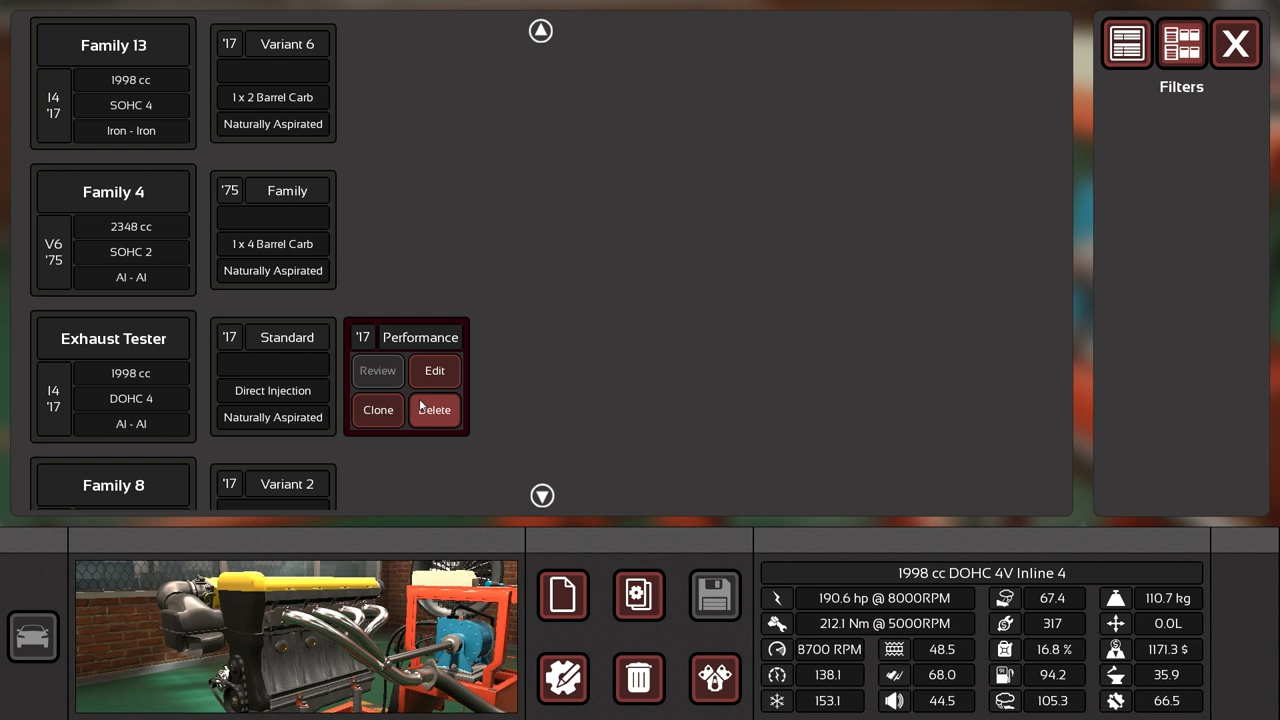 Family 13
I4
'17
1998 cc
SOHC 4
Iron - Iron
'17 Variant 6
1 x 2 Barrel Carb
Naturally Aspirated
Family 4
V6
'75
2348 cc
SOHC 2
Al - Al
'75 Family
1 x 4 Barrel Carb
Naturally Aspirated
Exhaust Tester
I4
'17
1998 cc
DOHC 4
Al - Al
'17 Standard
Direct Injection
Naturally Aspirated
'17 Performance
Review Edit
Clone Delete
Family 8
'17 Variant 2
X
Filters
1998 cc DOHC 4V Inline 4
190.6 hp @ 8000RPM 67.4 110.7 kg
212.1 Nm @ 5000RPM 317 0.0L
8700 RPM 48.5 16.8 % 1171.3 $
138.1 68.0 94.2 35.9
153.1 44.5 105.3 66.5